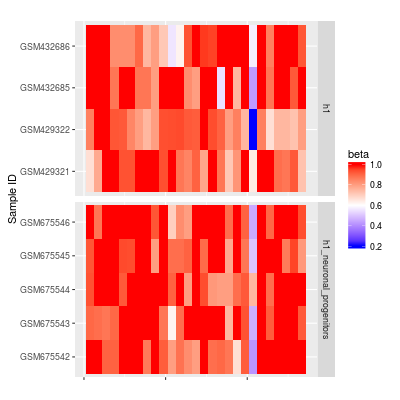 GSM432686
GSM432685
GSM429322
GSM429321
h1
GSM675546
GSM675545
GSM675544
GSM675543
GSM675542
h1_neuronal_progenitors
Sample ID
beta
1.0
0.8
0.6
0.4
0.2